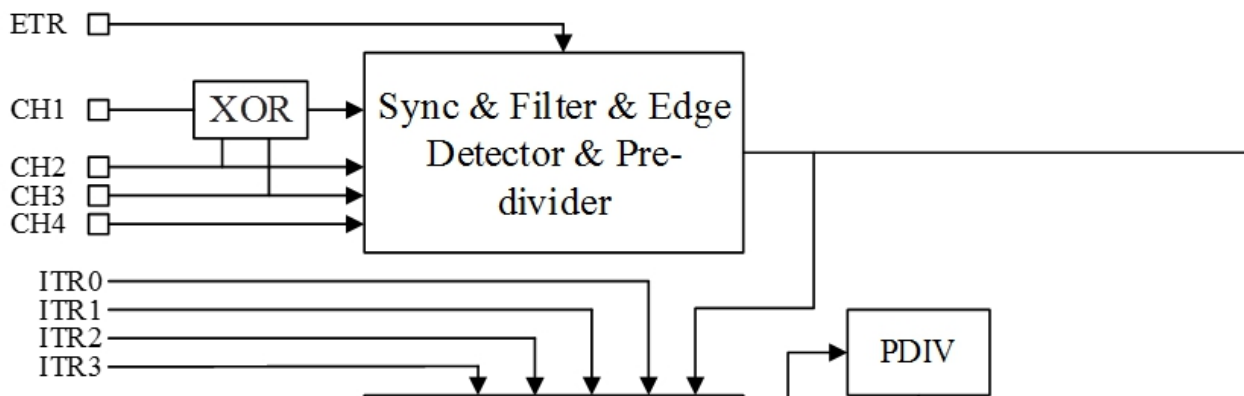 ETR
CH1
XOR
Sync & Filter & Edge
Detector & Pre-
divider
CH2
CH3
CH4
ITR0
ITR1
ITR2
ITR3
PDIV